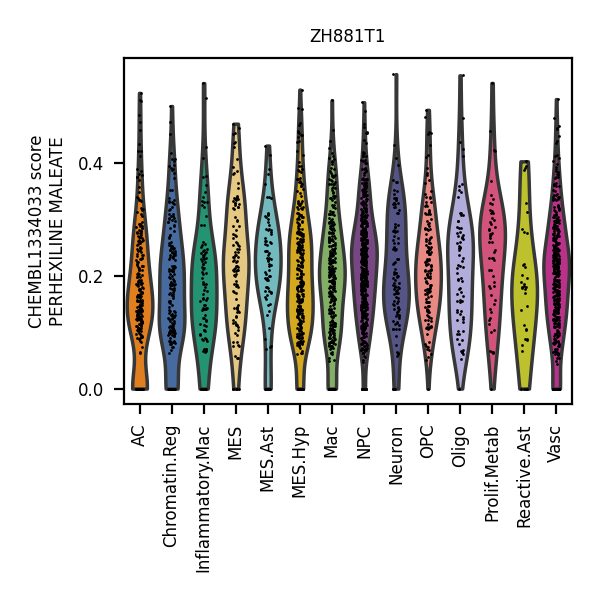 ZH881T1
CHEMBL1334033 score
PERHEXILINE MALEATE
0.4
0.2
0.0
AC
Chromatin.Reg
Inflammatory.Mac
MES
MES.Ast
MES.Hyp
Mac
NPC
Neuron
OPC
Oligo
Prolif.Metab
Reactive.Ast
Vasc